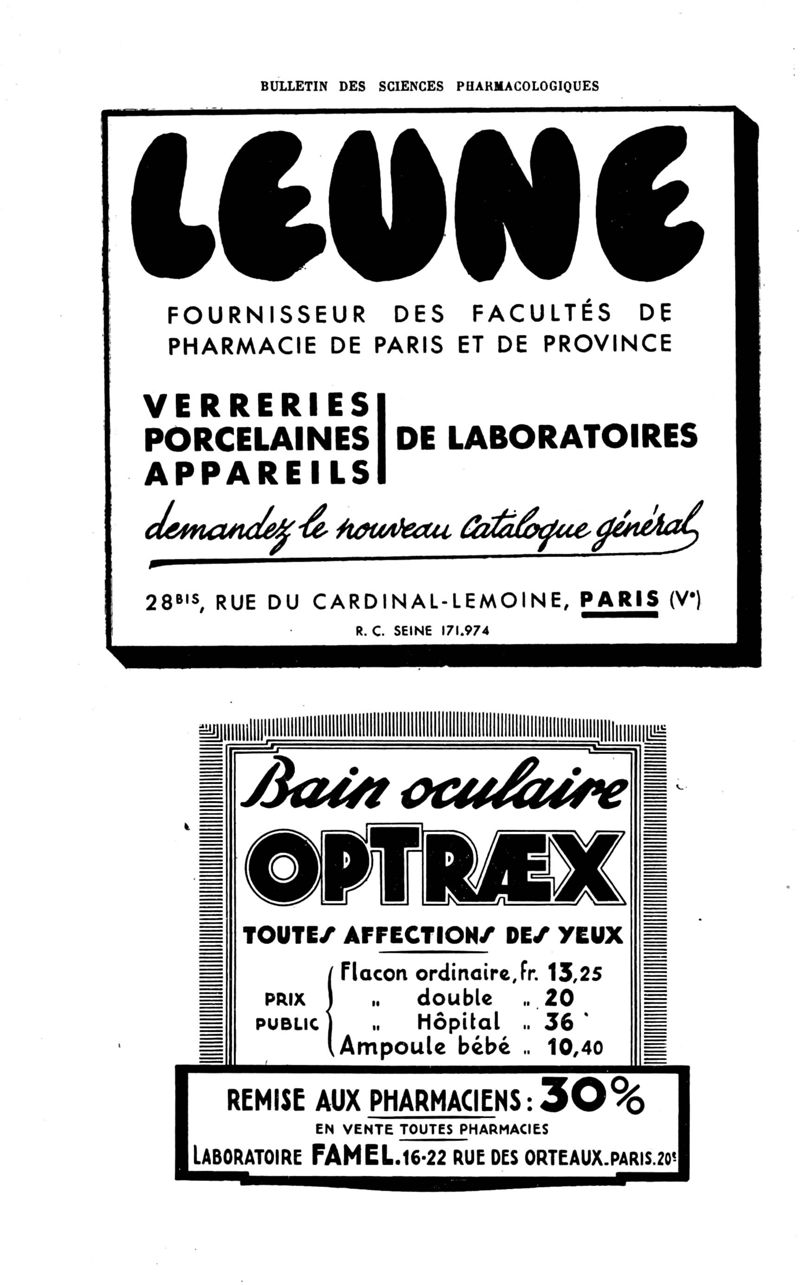 BULLETIN DES SCIENCES PHARMACOLOGIQUES
LEUNE
FOURNISSEUR DES FACULTÉS DE
PHARMACIE DE PARIS ET DE PROVINCE
VERRERIES
PORCELAINES
APPAREILS
DE LABORATOIRES
demandez le nouveau catalogue général
28BIS, RUE DU CARDINAL-LEMOINE, PARIS (Ve)
R. C. SEINE 171.974
Bain oculaire
OPTRÆX
TOUTES AFFECTIONS DES YEUX
PRIX PUBLIC
Flacon ordinaire, fr. 13,25
„ double „ 20
„ Hôpital „ 36
Ampoule bébé „ 10,40
REMISE AUX PHARMACIENS : 30%
EN VENTE TOUTES PHARMACIES
LABORATOIRE FAMEL. 16-22 RUE DES ORTEAUX. PARIS. 20e